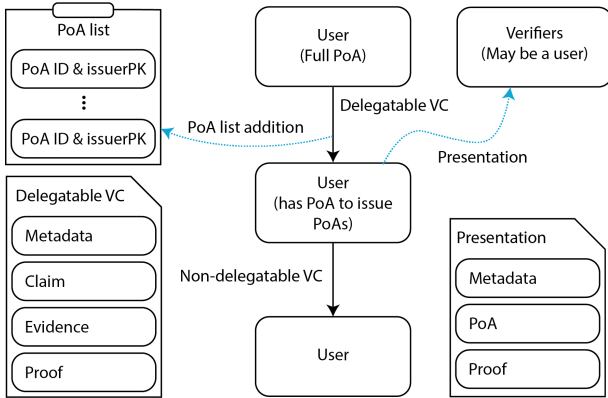 PoA list
PoA ID & issuerPK
⋮
PoA ID & issuerPK
User
(Full PoA)
Verifiers
(May be a user)
Delegatable VC
PoA list addition
Presentation
User
(has PoA to issue
PoAs)
Delegatable VC
Metadata
Claim
Evidence
Proof
Non-delegatable VC
User
Presentation
Metadata
PoA
Proof